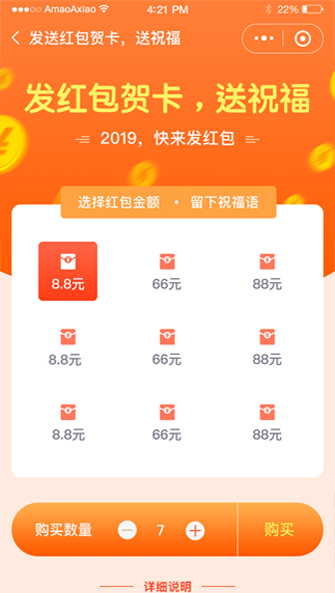 AmaoAxlao 4:21 PM 22%
发送红包贺卡，送祝福
发红包贺卡，送祝福
2019，快来发红包
选择红包金额 • 留下祝福语
8.8元 66元 88元
8.8元 66元 88元
8.8元 66元 88元
购买数量 7 购买
详细说明